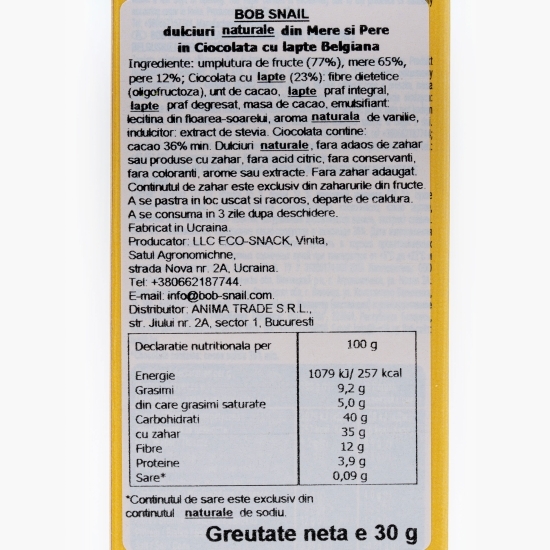 BOB SNAIL
dulciuri naturale din Mere si Pere
in Ciocolata cu lapte Belgiana
Ingrediente: umplutura de fructe (77%), mere 65%,
pere 12%; Ciocolata cu lapte (23%): fibre dietetice
(oligofructoza), unt de cacao, lapte praf integral,
lapte praf degresat, masa de cacao, emulsifiant:
lecitina din floarea-soarelui, aroma naturala de vanilie,
indulcitor: extract de stevia. Ciocolata contine:
cacao 36% min. Dulciuri naturale, fara adaos de zahar
sau produse cu zahar, fara acid citric, fara conservanti,
fara coloranti, arome sau extracte. Fara zahar adaugat.
Continutul de zahar este exclusiv din zaharurile din fructe.
A se pastra in loc uscat si racoros, departe de caldura.
A se consuma in 3 zile dupa deschidere.
Fabricat in Ucraina.
Producator: LLC ECO-SNACK, Vinita,
Satul Agronomichne,
strada Nova nr. 2A, Ucraina.
Tel: +380662187744.
E-mail: info@bob-snail.com.
Distribuitor: ANIMA TRADE S.R.L.,
str. Jiului nr. 2A, sector 1, Bucuresti
Declaratie nutritionala per 100 g
Energie 1079 kJ/ 257 kcal
Grasimi 9,2 g
din care grasimi saturate 5,0 g
Carbohidrati 40 g
cu zahar 35 g
Fibre 12 g
Proteine 3,9 g
Sare* 0,09 g
*Continutul de sare este exclusiv din
continutul naturale de sodiu.
Greutate neta e 30 g